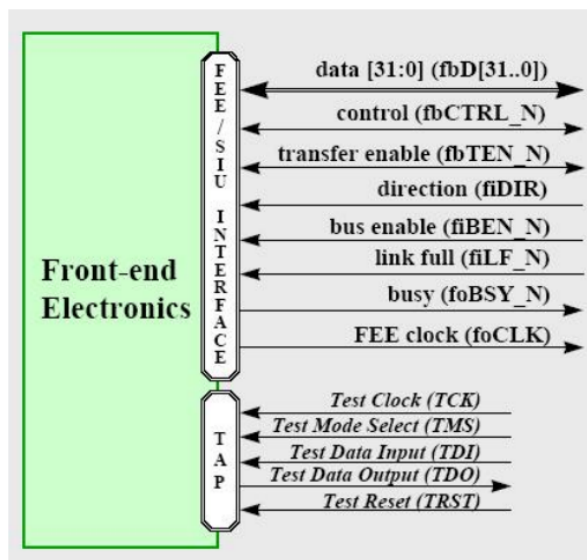 Front-end
Electronics
FEE/SIU INTERFACE
data [31:0] (fbD[31..0])
control (fbCTRL_N)
transfer enable (fbTEN_N)
direction (fiDIR)
bus enable (fiBEN_N)
link full (fiLF_N)
busy (foBSY_N)
FEE clock (foCLK)
TAP
Test Clock (TCK)
Test Mode Select (TMS)
Test Data Input (TDI)
Test Data Output (TDO)
Test Reset (TRST)